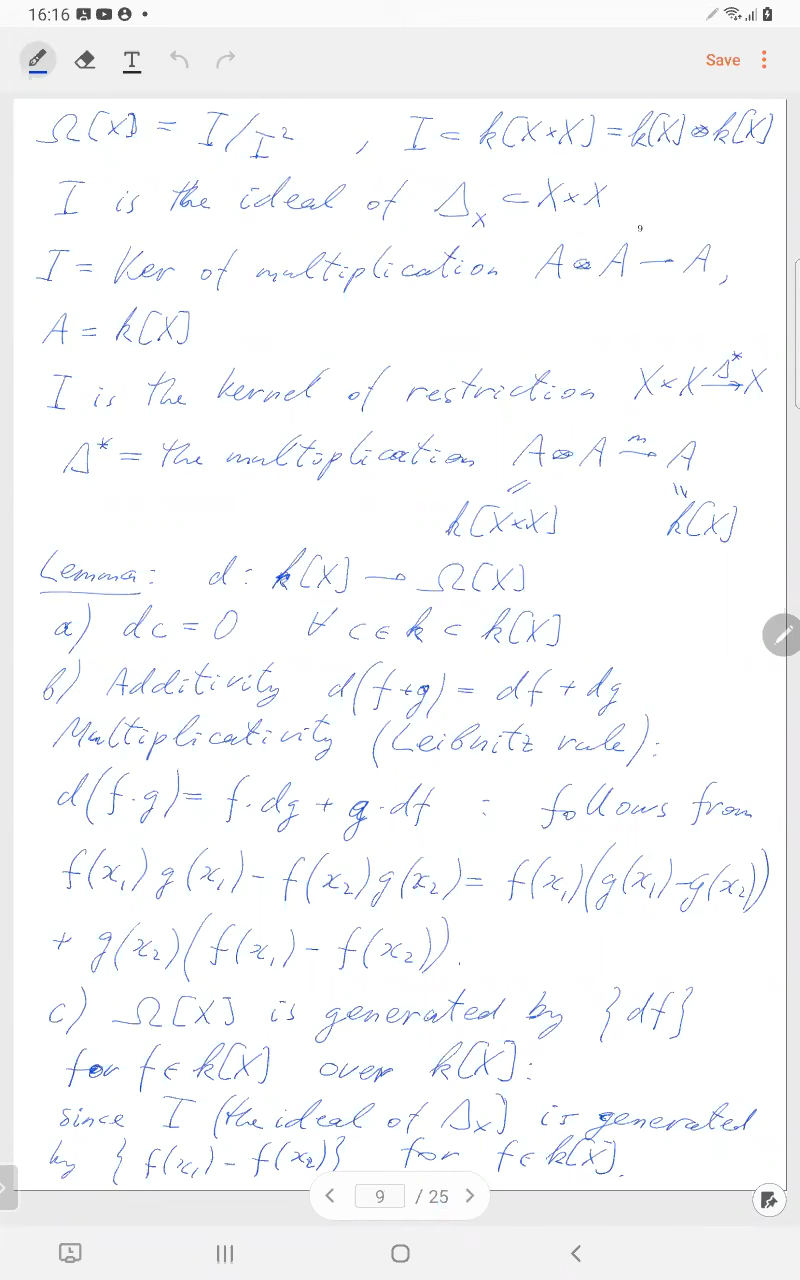 16:16
T
Save
Ω[X] = I/I² , I ⊂ k[X×X] = k[X]⊗k[X]
I is the ideal of Δ_X ⊂ X×X
9
I = Ker of multiplication A⊗A → A,
A = k[X]
I is the kernel of restriction X×X →^{Δ*} X
Δ* = the multiplication A⊗A →^m A
k[X×X] k[X]
Lemma: d: k[X] → Ω[X]
a) dc = 0 ∀ c ∈ k ⊂ k[X]
b) Additivity d(f+g) = df + dg
Multiplicativity (Leibnitz rule):
d(f·g) = f·dg + g·df : follows from
f(x₁)g(x₁) - f(x₂)g(x₂) = f(x₁)(g(x₁)-g(x₂))
+ g(x₂)(f(x₁) - f(x₂)).
c) Ω[X] is generated by {df}
for f ∈ k[X] over k[X]:
since I (the ideal of Δ_X) is generated
by {f(x₁) - f(x₂)} for f ∈ k[X].
9 / 25